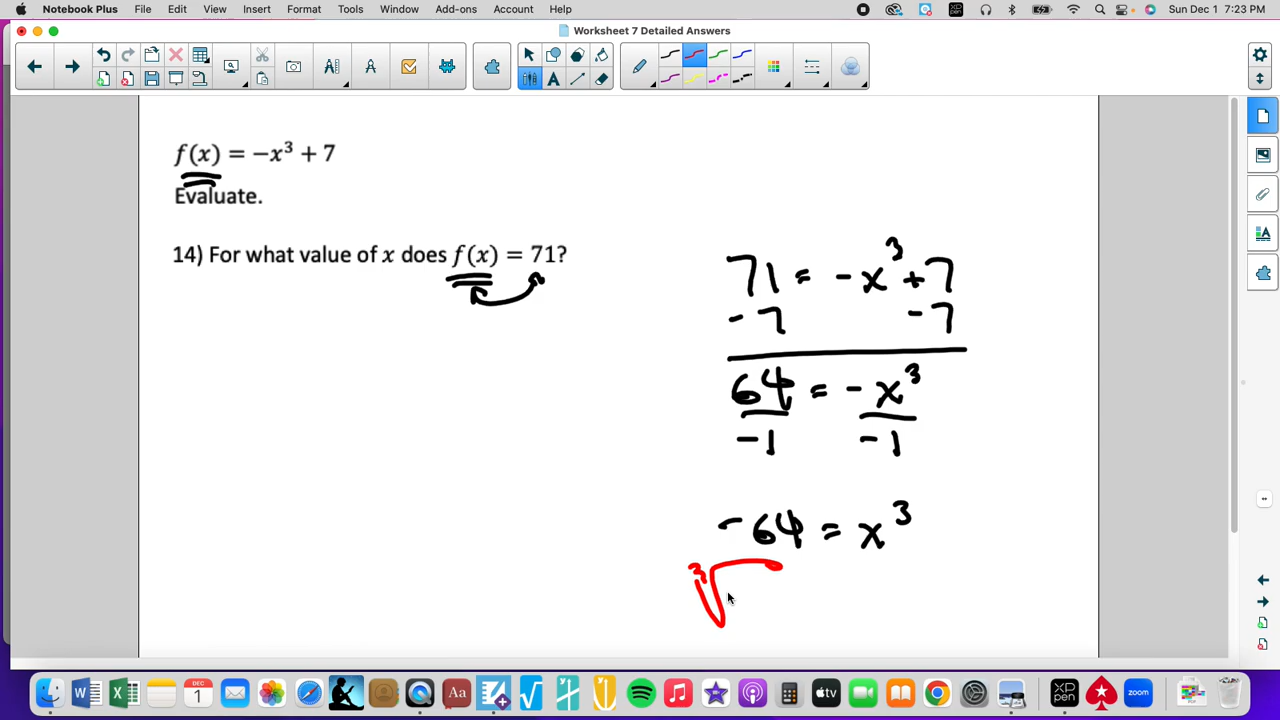 Notebook Plus File Edit View Insert Format Tools Add-ons Account Help Sun Dec 1 7:23 PM
Worksheet 7 Detailed Answers
f(x) = −x³ + 7
Evaluate.
14) For what value of x does f(x) = 71?
71 = -x³+7
-7 -7
64 = -x³
-1 -1
-64 = x³
³√